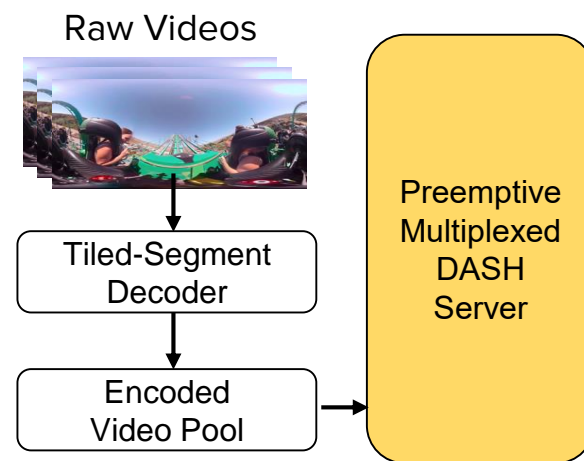 Raw Videos
Tiled-Segment
Decoder
Encoded
Video Pool
Preemptive
Multiplexed
DASH
Server